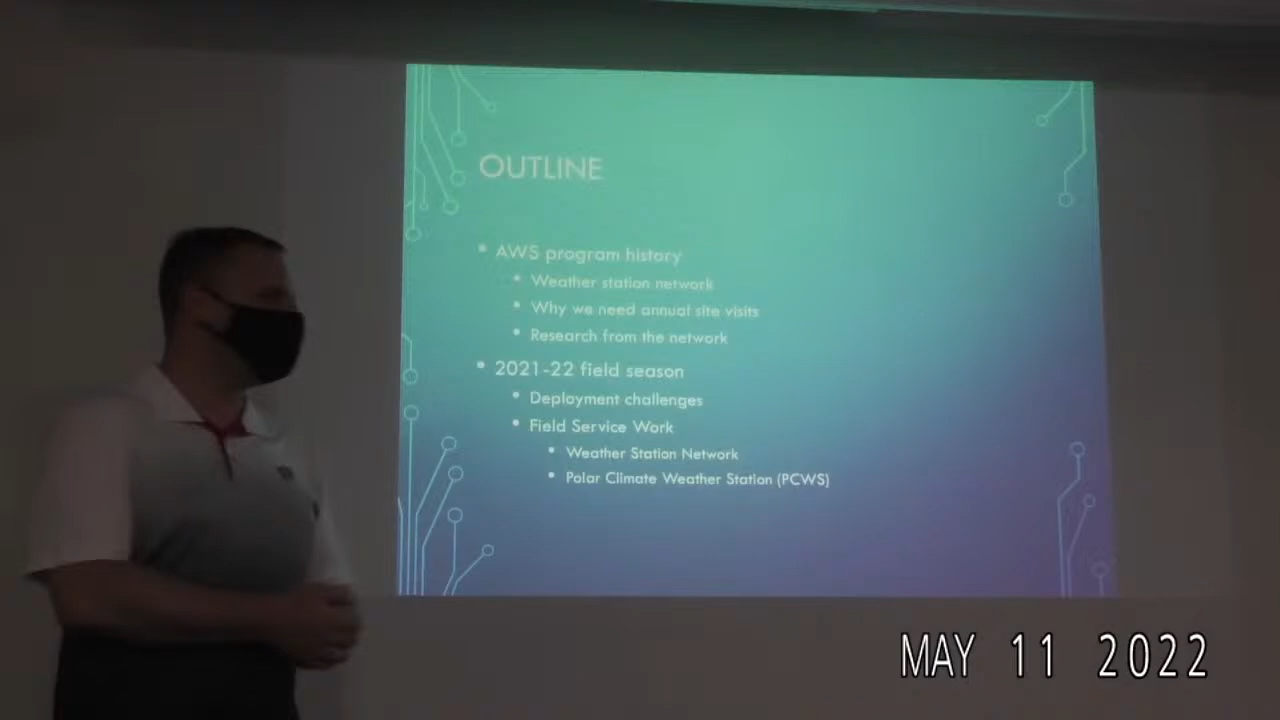 OUTLINE
AWS program history
Weather station network
Why we need annual site visits
Research from the network
2021-22 field season
Deployment challenges
Field Service Work
Weather Station Network
Polar Climate Weather Station (PCWS)
MAY 11 2022